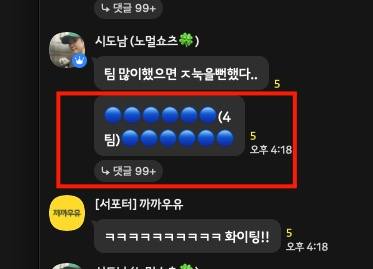 ↳ 댓글 99+
시도남 (노멀쇼츠🍀)
팀 많이했으면 ㅈ눅을뻔했다..
5
🔵🔵🔵🔵🔵🔵(4
팀)🔵🔵🔵🔵🔵🔵
5
오후 4:18
↳ 댓글 99+
까까우유
[서포터] 까까우유
ㅋㅋㅋㅋㅋㅋㅋㅋㅋㅋ 화이팅!!
5
오후 4:18